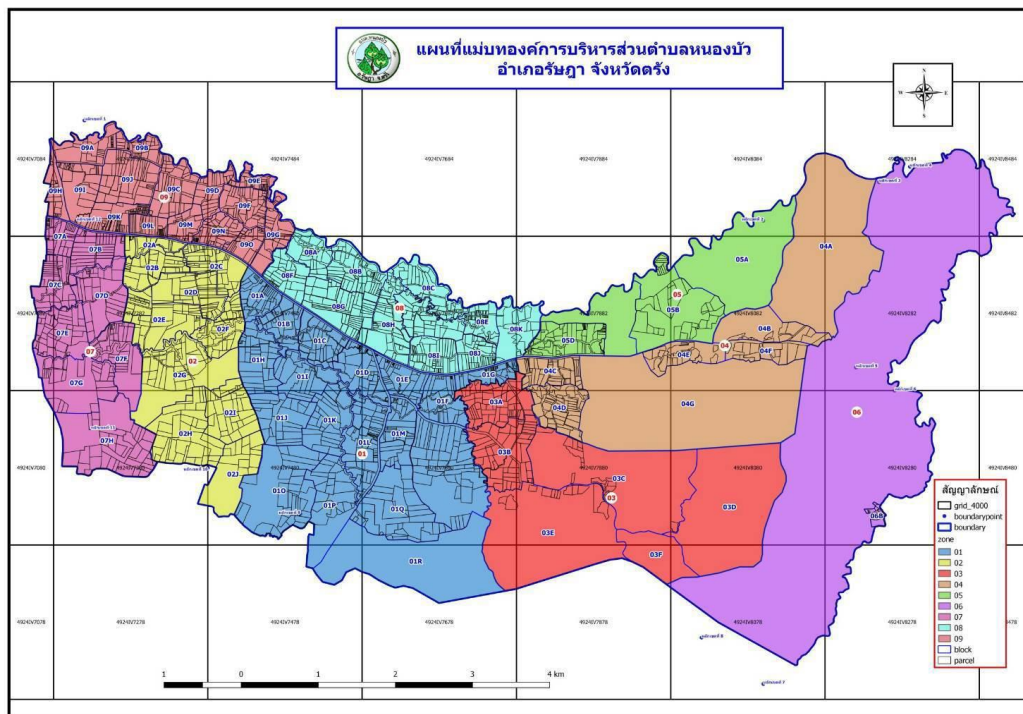 แผนที่แม่บทองค์การบริหารส่วนตำบลหนองบัว
อำเภอรัษฎา จังหวัดตรัง
N
W E
S
4924IV7084 4924IV7484 4924IV7684 4924IV7884 4924IV8084 4924IV8284 4924IV8484
09A 09B 09C 09D 09E 09F 09G 09H 09I 09J 09K 09L 09M 09N 09O
09
07A 07B 07C 07D 07E 07F 07G 07H
07
02A 02B 02C 02D 02E 02F 02G 02H 02I 02J
02
08A 08B 08C 08E 08F 08G 08H 08I 08J 08K
08
01A 01B 01C 01D 01E 01F 01G 01H 01I 01J 01K 01L 01M 01O 01P 01Q 01R
01
05A 05B 05D
05
04A 04B 04C 04D 04E 04F 04G
04
03A 03B 03C 03D 03E 03F
03
06
06B
4924IV7882 4924IV8282
4924IV7080 4924IV7880 4924IV8380 4924IV8480
4924IV7078 4924IV7278 4924IV7478 4924IV7678 4924IV7878 4924IV8278
สัญญาลักษณ์
grid_4000
boundarypoint
boundary
zone
01
02
03
04
05
06
07
08
09
block
parcel
1 0 1 2 3 4 km